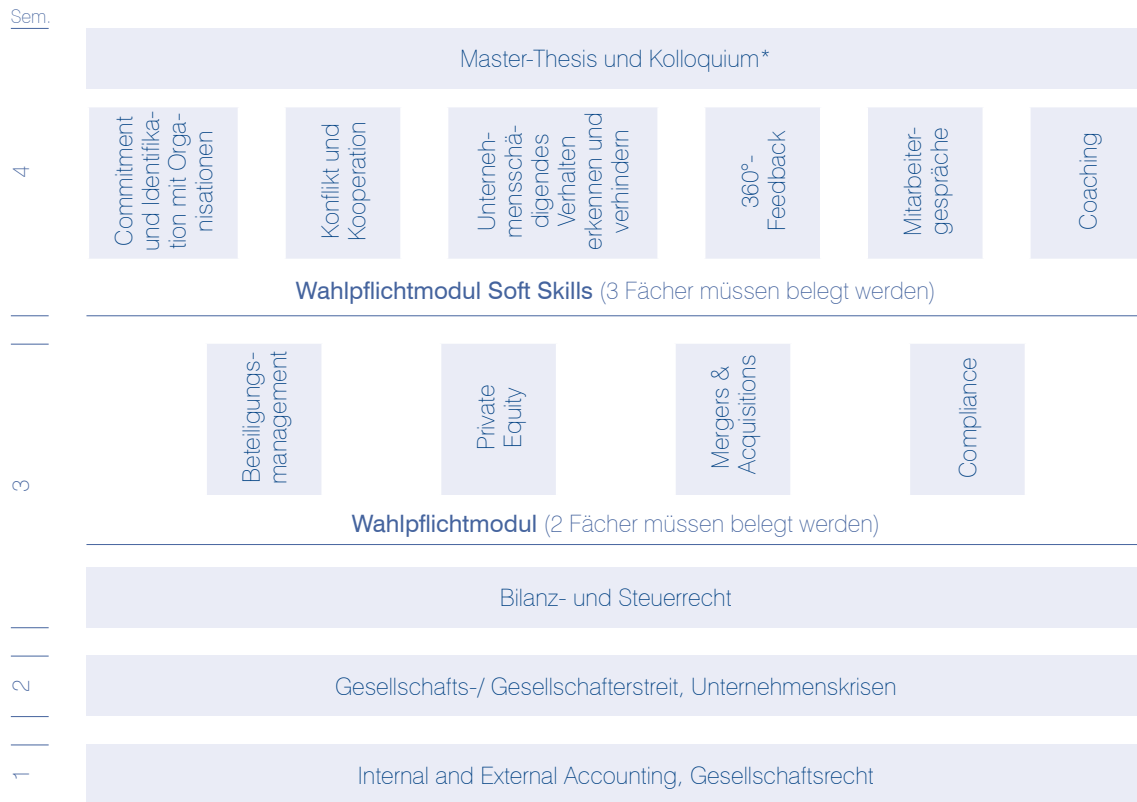 Sem.
Master-Thesis und Kolloquium*
4
Commitment
und Identifika-
tion mit Orga-
nisationen
Konflikt und
Kooperation
Unterneh-
mensschä-
digendes
Verhalten
erkennen und
verhindern
360°-
Feedback
Mitarbeiter-
gespräche
Coaching
Wahlpflichtmodul Soft Skills (3 Fächer müssen belegt werden)
3
Beteiligungs-
management
Private
Equity
Mergers &
Acquisitions
Compliance
Wahlpflichtmodul (2 Fächer müssen belegt werden)
Bilanz- und Steuerrecht
2
Gesellschafts-/ Gesellschafterstreit, Unternehmenskrisen
1
Internal and External Accounting, Gesellschaftsrecht